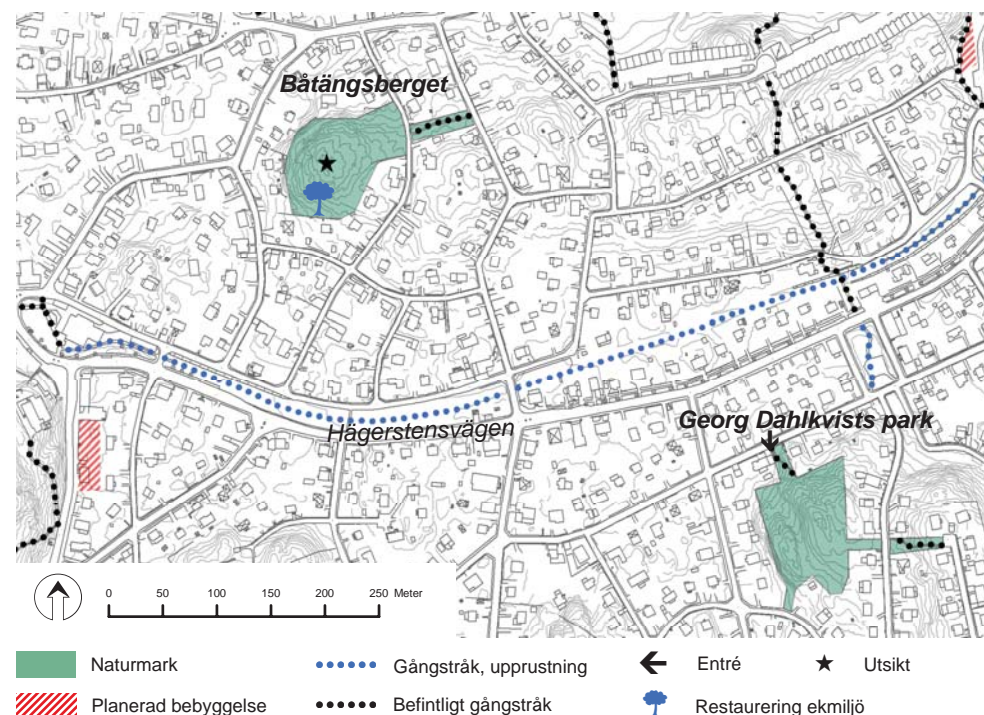 Båtängsberget
Hägerstensvägen
Georg Dahlkvists park
0 50 100 150 200 250 Meter
Naturmark
Gångstråk, upprustning
Entré
Utsikt
Planerad bebyggelse
Befintligt gångstråk
Restaurering ekmiljö